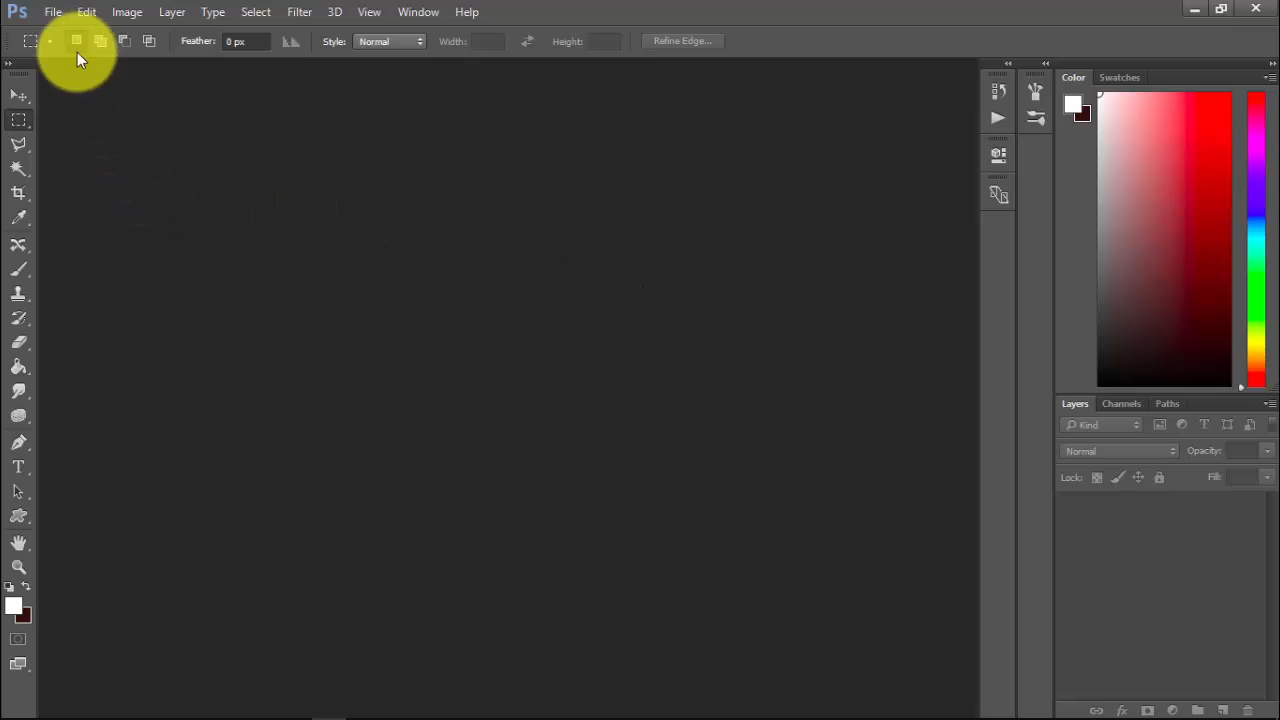 Ps File Edit Image Layer Type Select Filter 3D View Window Help
Feather: 0 px Style: Normal Width: Height: Refine Edge...
Color Swatches
Layers Channels Paths
Kind T
Normal Opacity:
Lock: Fill:
T
fx